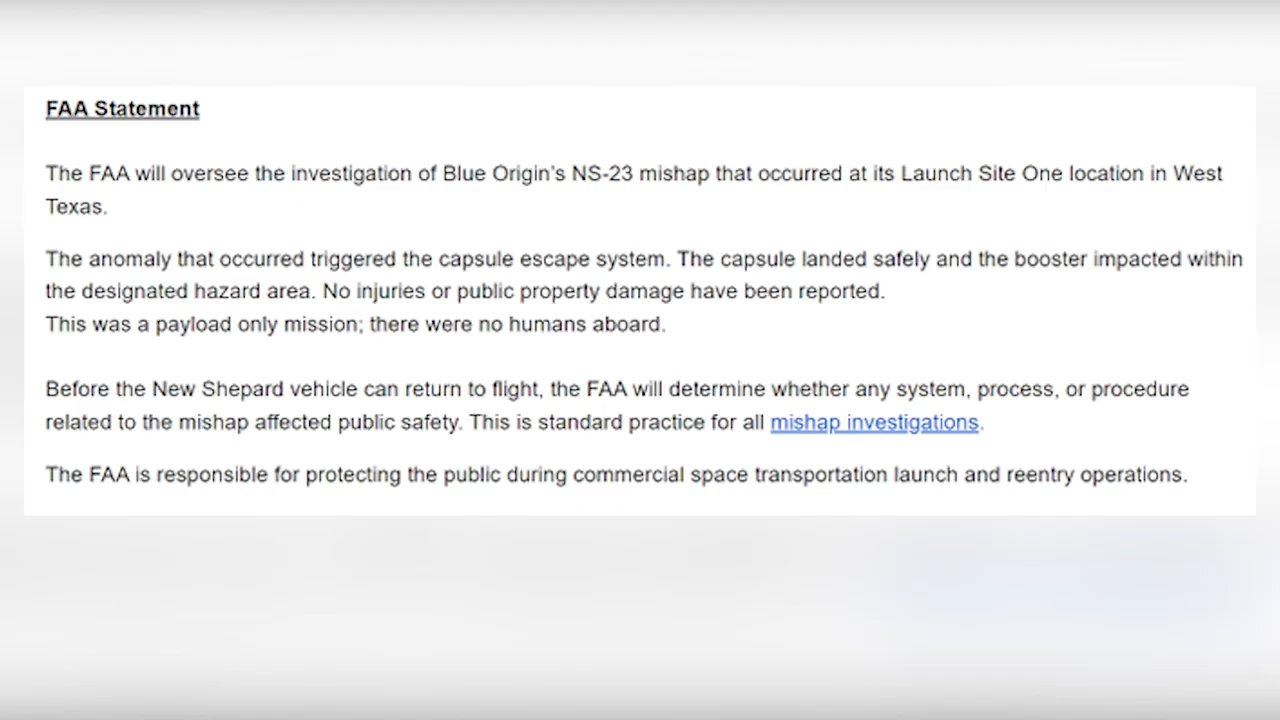 FAA Statement
The FAA will oversee the investigation of Blue Origin's NS-23 mishap that occurred at its Launch Site One location in West
Texas.
The anomaly that occurred triggered the capsule escape system. The capsule landed safely and the booster impacted within
the designated hazard area. No injuries or public property damage have been reported.
This was a payload only mission; there were no humans aboard.
Before the New Shepard vehicle can return to flight, the FAA will determine whether any system, process, or procedure
related to the mishap affected public safety. This is standard practice for all mishap investigations.
The FAA is responsible for protecting the public during commercial space transportation launch and reentry operations.